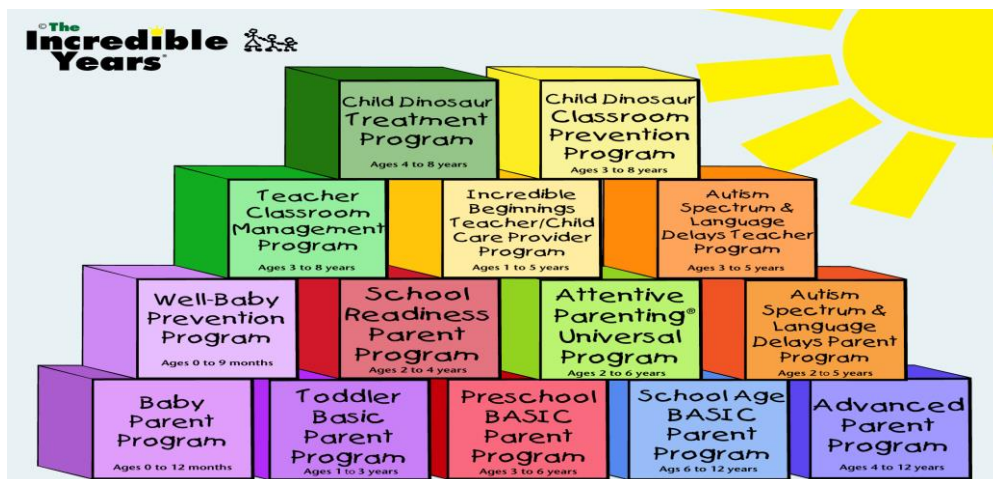 ©The
Incredible
Years®
Child Dinosaur
Treatment
Program
Ages 4 to 8 years
Child Dinosaur
Classroom
Prevention
Program
Ages 3 to 8 years
Teacher
Classroom
Management
Program
Ages 3 to 8 years
Incredible
Beginnings
Teacher/Child
Care Provider
Program
Ages 1 to 5 years
Autism
Spectrum &
Language
Delays Teacher
Program
Ages 3 to 5 years
Well-Baby
Prevention
Program
Ages 0 to 9 months
School
Readiness
Parent
Program
Ages 2 to 4 years
Attentive
Parenting®
Universal
Program
Ages 2 to 6 years
Autism
Spectrum &
Language
Delays Parent
Program
Ages 2 to 5 years
Baby
Parent
Program
Ages 0 to 12 months
Toddler
Basic
Parent
Program
Ages 1 to 3 years
Preschool
BASIC
Parent
Program
Ages 3 to 6 years
School Age
BASIC
Parent
Program
Ags 6 to 12 years
Advanced
Parent
Program
Ages 4 to 12 years